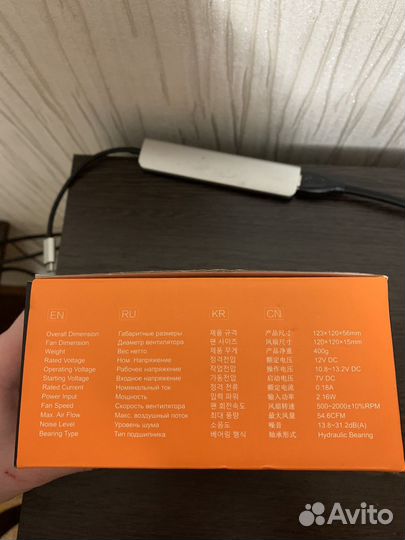 EN RU KR CN
Overall Dimension Габаритные размеры 제품 규격 产品尺寸: 123×120×56mm
Fan Dimension Диаметр вентилятора 팬 사이즈 风扇尺寸: 120×120×15mm
Weight Вес нетто 제품 무게 产品净重: 400g
Rated Voltage Ном. Напряжение 정격전압 额定电压: 12V DC
Operating Voltage Рабочее напряжение 작업전압 操作电压: 10.8~13.2V DC
Starting Voltage Входное напряжение 가동전압 启动电压: 7V DC
Rated Current Номинальный ток 정격 전류 额定电流: 0.18A
Power Input Мощность 입력 파워 输入功率: 2.16W
Fan Speed Скорость вентилятора 팬 회전속도 风扇转速: 500~2000±10%RPM
Max. Air Flow Макс. воздушный поток 최대 풍량 最大风量: 54.6CFM
Noise Level Уровень шума 소음도 噪音: 13.8~31.2dB(A)
Bearing Type Тип подшипника 베어링 형식 轴承形式: Hydraulic Bearing
Avito